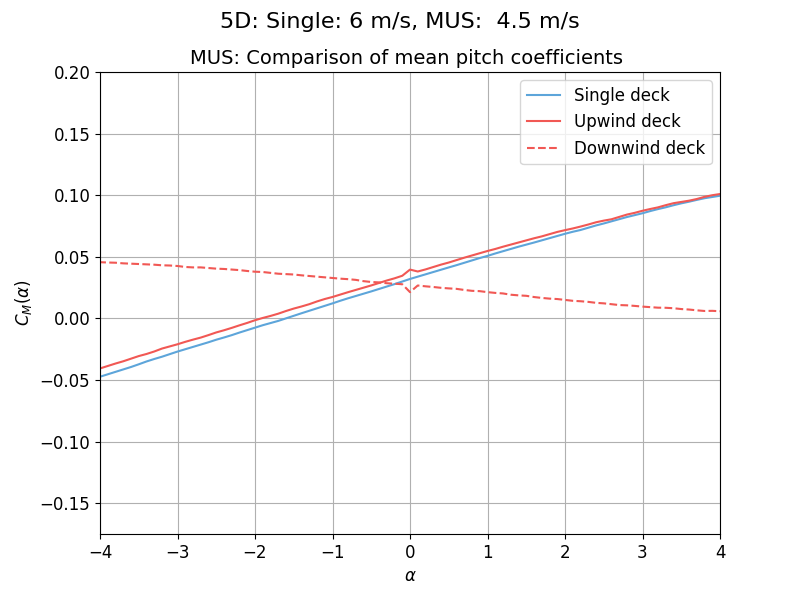 5D: Single: 6 m/s, MUS:  4.5 m/s
MUS: Comparison of mean pitch coefficients
Single deck
Upwind deck
Downwind deck
0.20
0.15
0.10
0.05
0.00
−0.05
−0.10
−0.15
C_M(α)
−4 −3 −2 −1 0 1 2 3 4
α